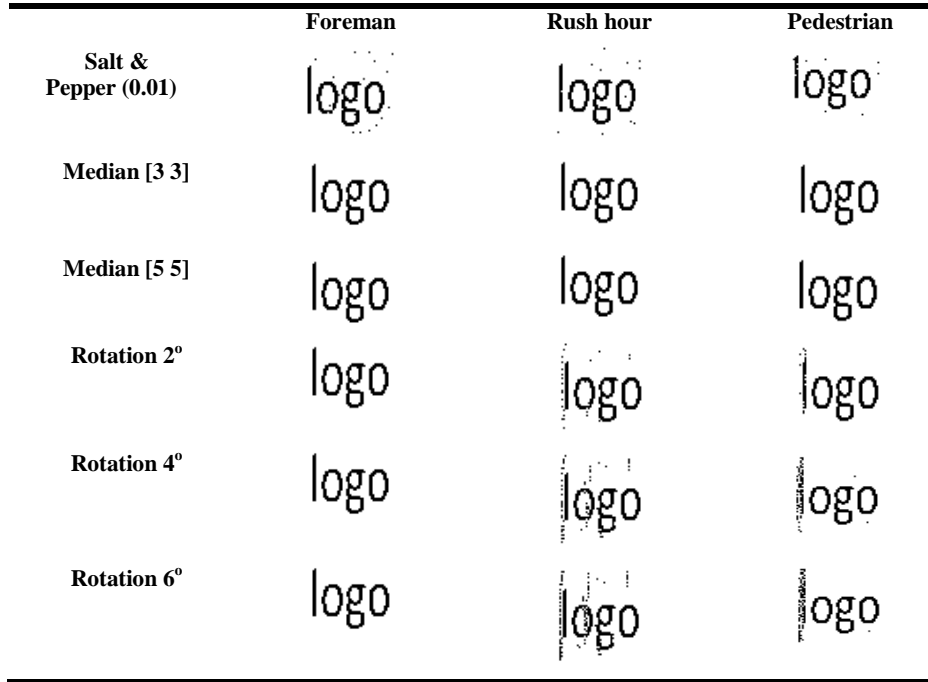 Foreman Rush hour Pedestrian
Salt &
Pepper (0.01) logo logo logo
Median [3 3] logo logo logo
Median [5 5] logo logo logo
Rotation 2º logo logo logo
Rotation 4º logo logo logo
Rotation 6º logo logo logo